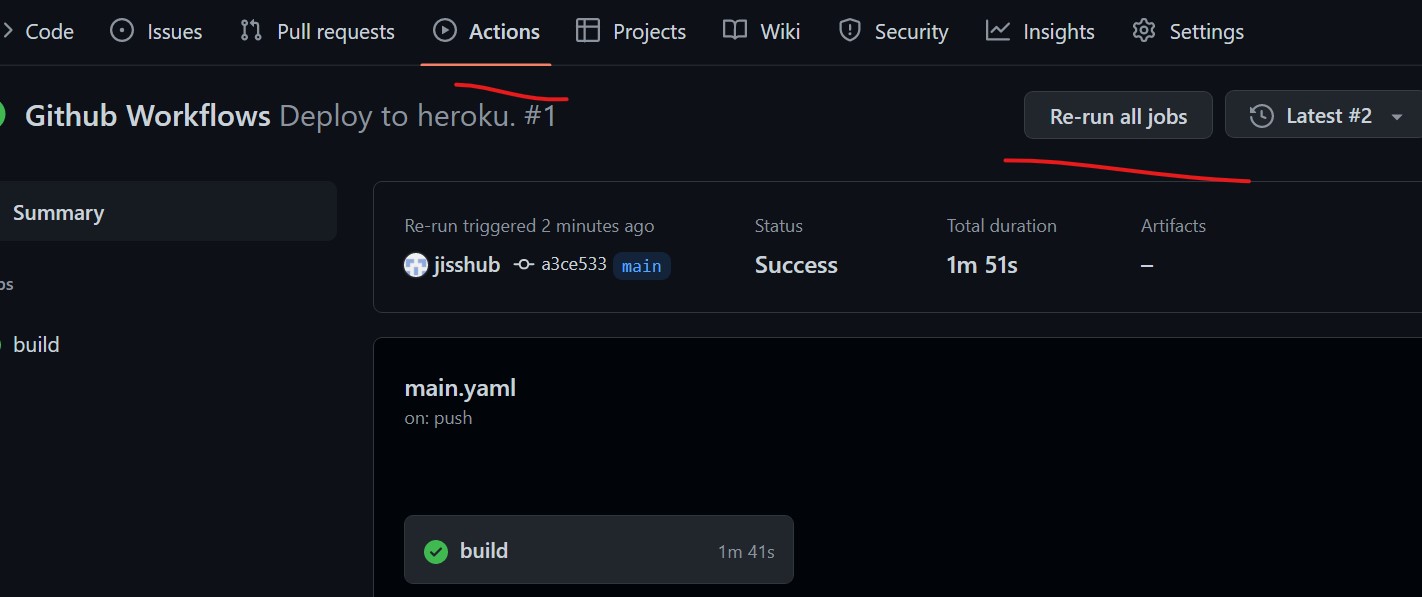 Code Issues Pull requests Actions Projects Wiki Security Insights Settings
Github Workflows Deploy to heroku. #1 Re-run all jobs Latest #2
Summary
Re-run triggered 2 minutes ago Status Total duration Artifacts
jisshub a3ce533 main Success 1m 51s –
bs
build
main.yaml
on: push
build 1m 41s